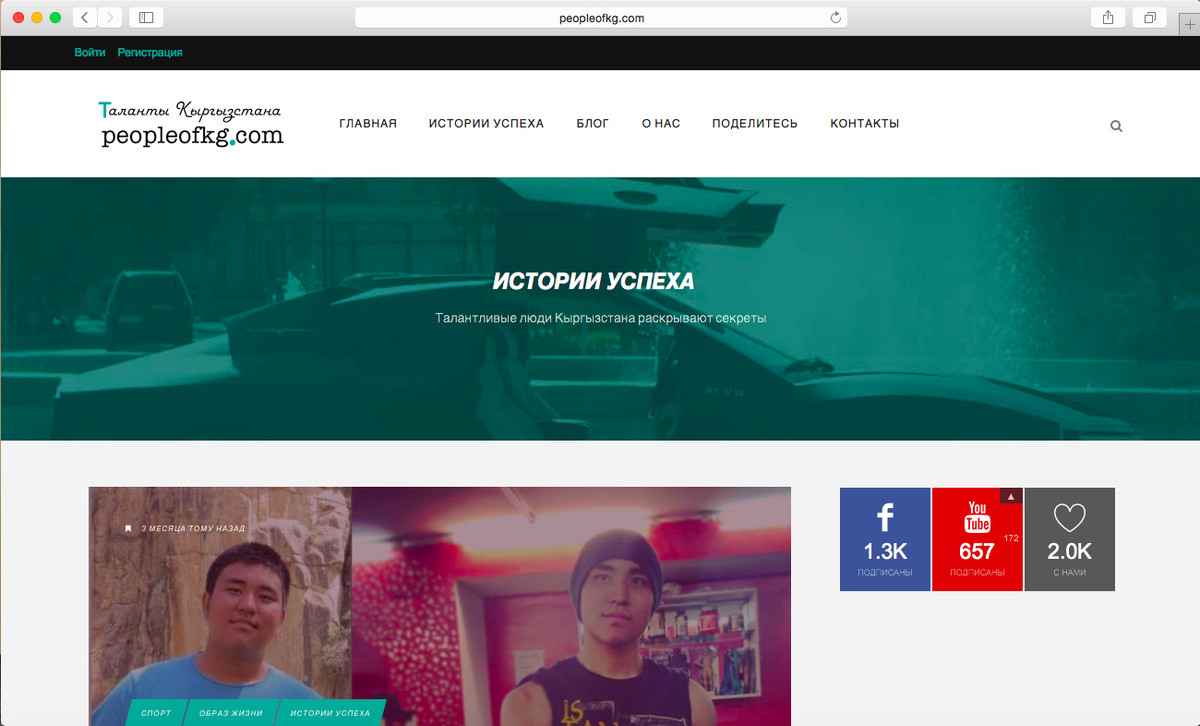 peopleofkg.com
Войти Регистрация
Таланты Кыргызстана
peopleofkg.com
ГЛАВНАЯ ИСТОРИИ УСПЕХА БЛОГ О НАС ПОДЕЛИТЕСЬ КОНТАКТЫ
ИСТОРИИ УСПЕХА
Талантливые люди Кыргызстана раскрывают секреты
3 МЕСЯЦА ТОМУ НАЗАД
СПОРТ ОБРАЗ ЖИЗНИ ИСТОРИИ УСПЕХА
f
1.3K
ПОДПИСАНЫ
You
Tube
172
657
ПОДПИСАНЫ
2.0K
С НАМИ
IS